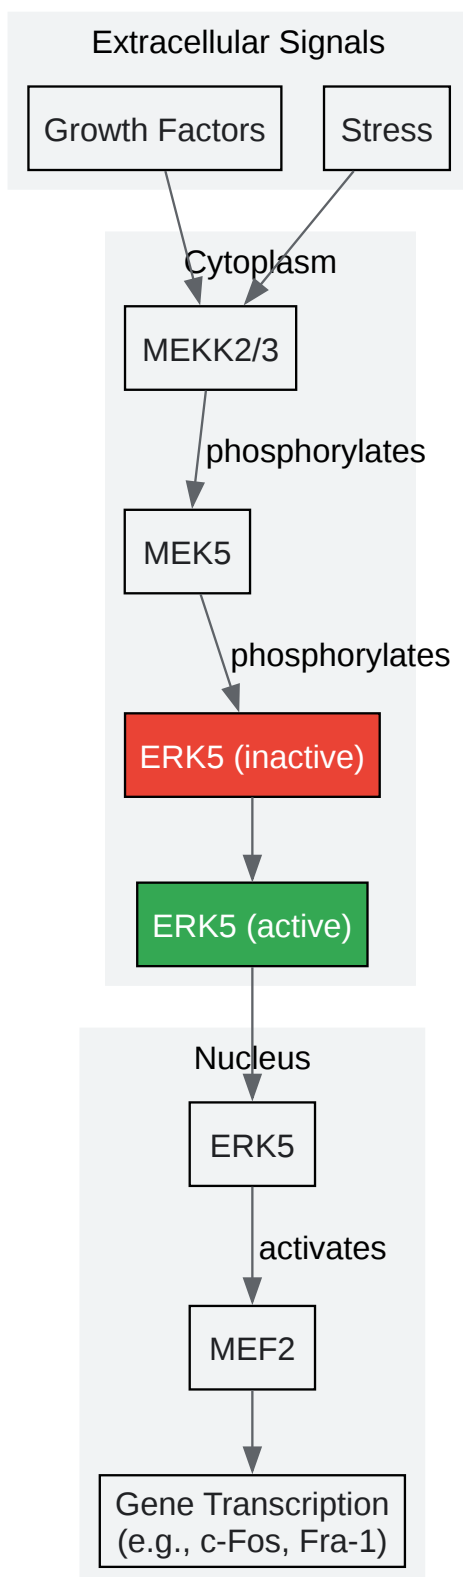 Extracellular Signals
Growth Factors
Stress
Cytoplasm
MEKK2/3
phosphorylates
MEK5
phosphorylates
ERK5 (inactive)
ERK5 (active)
Nucleus
ERK5
activates
MEF2
Gene Transcription
(e.g., c-Fos, Fra-1)